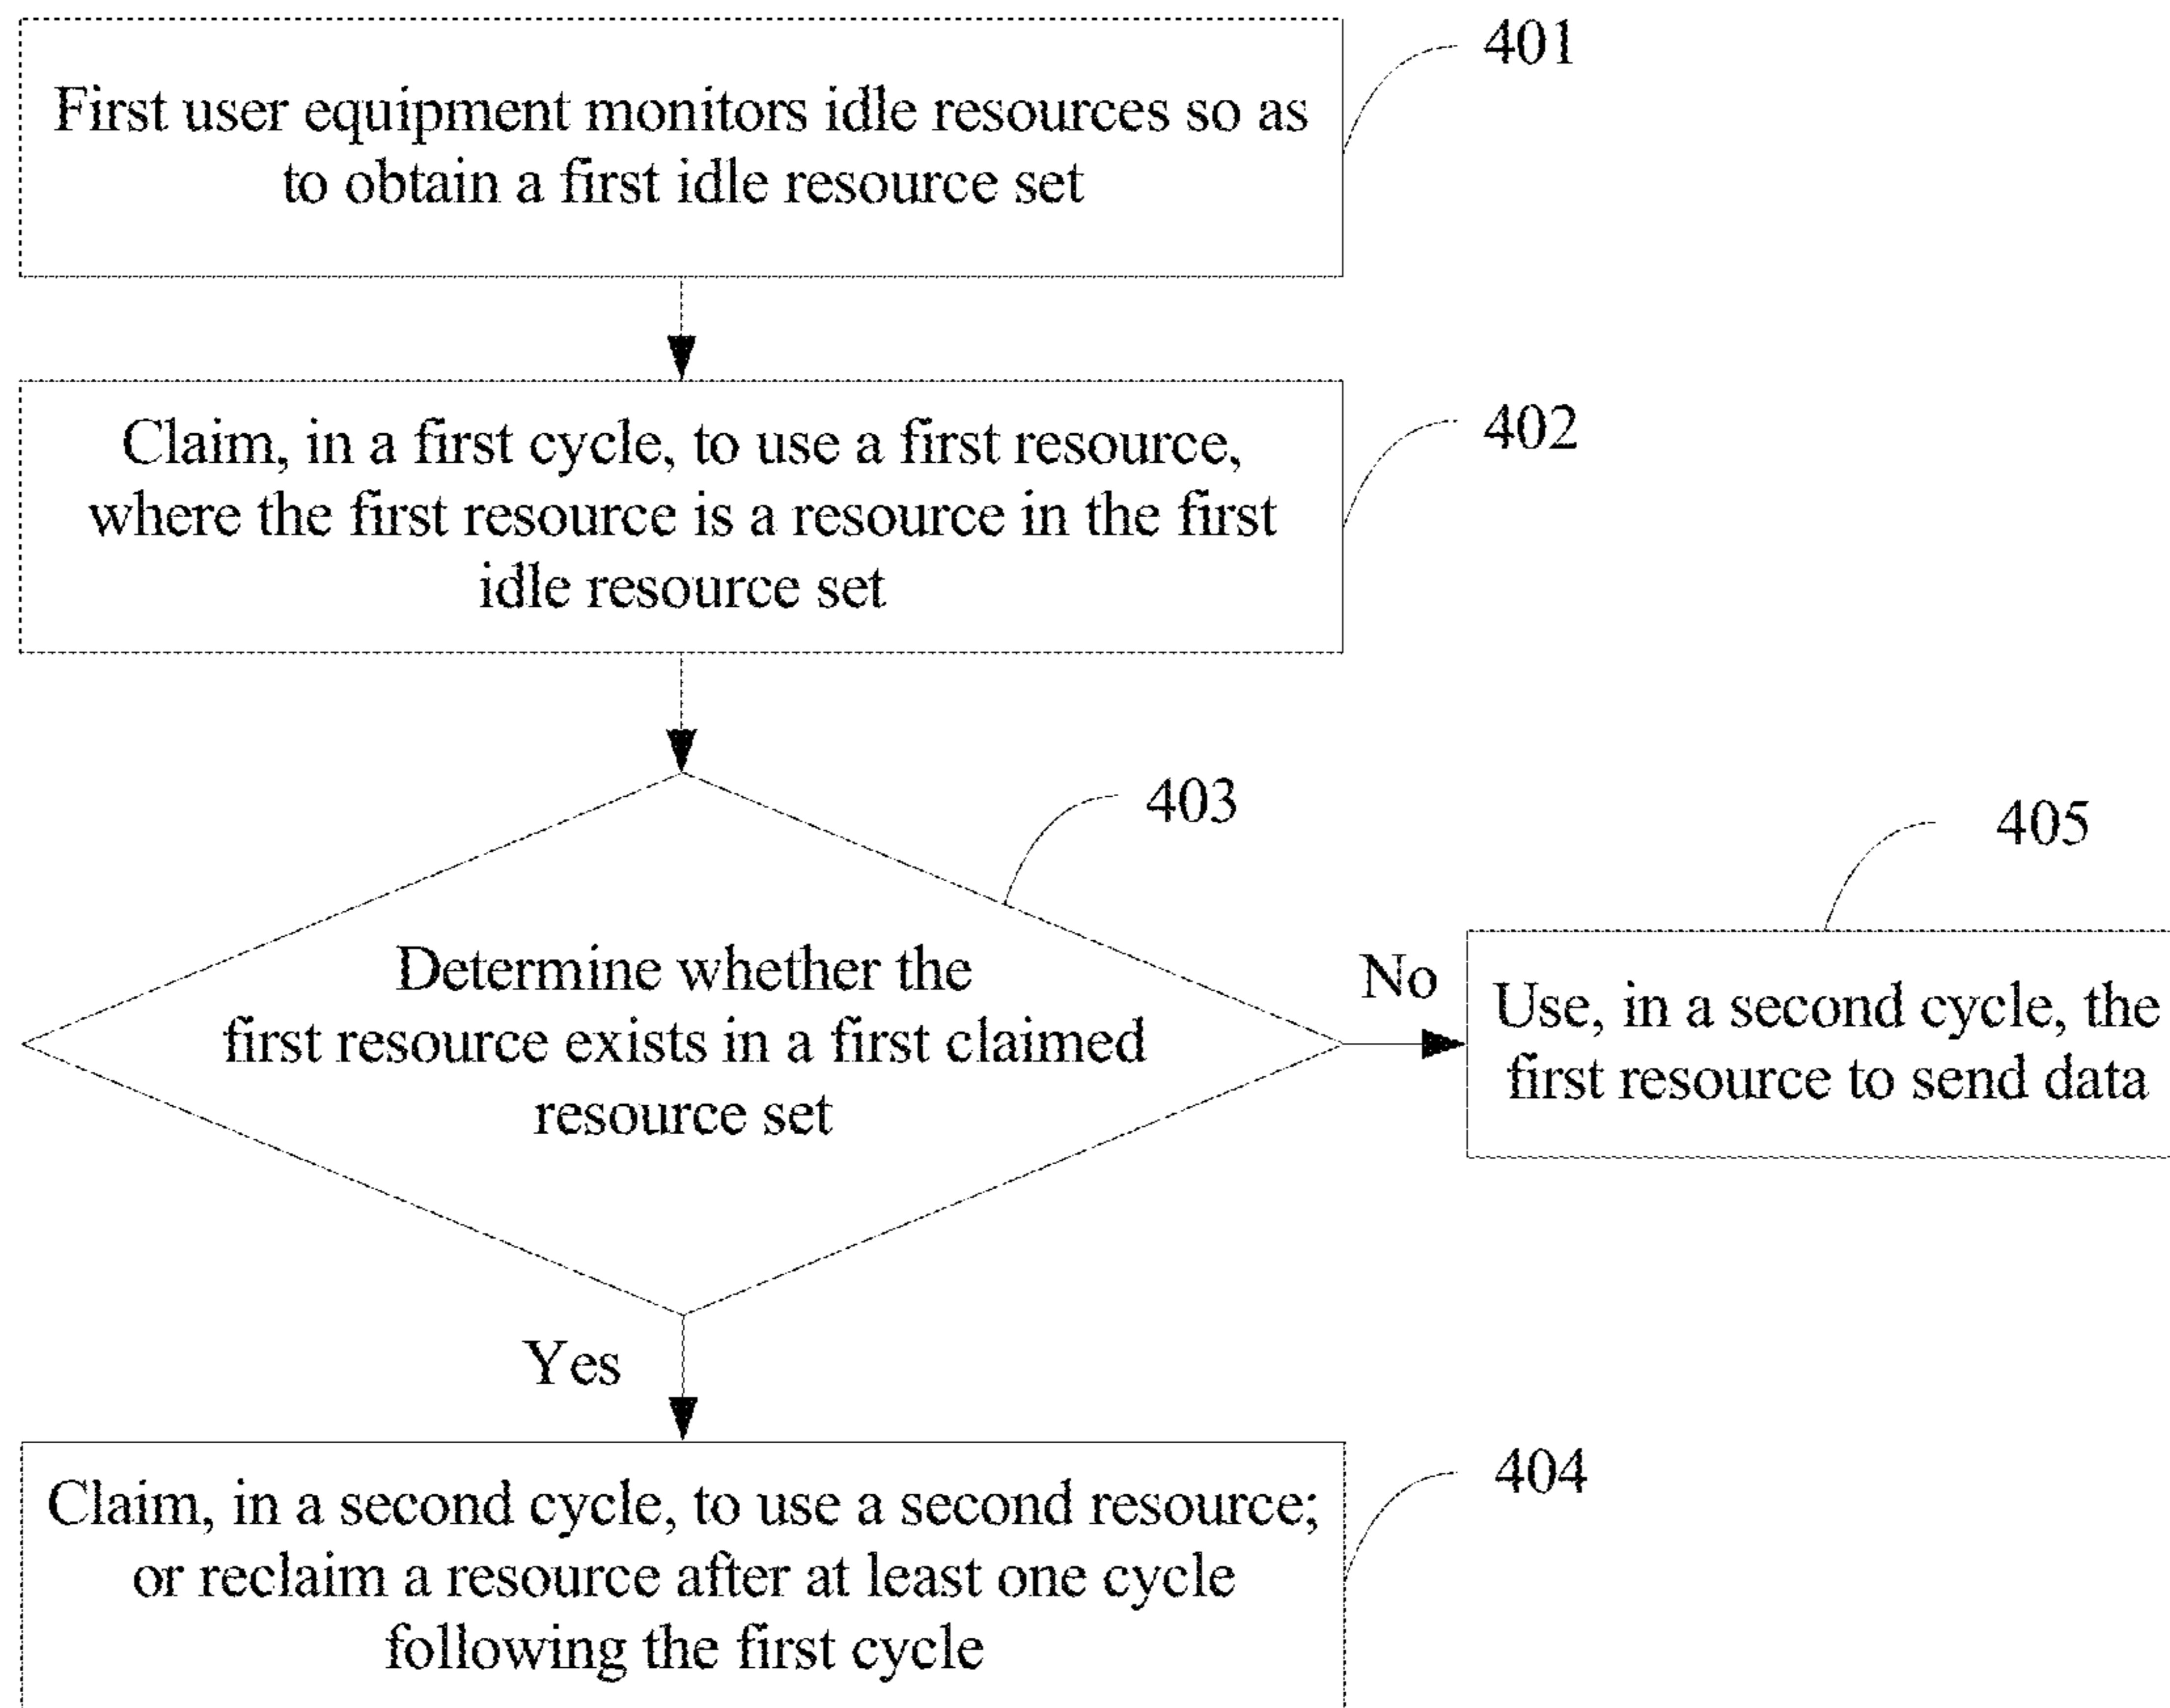 First user equipment monitors idle resources so as
to obtain a first idle resource set
401
Claim, in a first cycle, to use a first resource,
where the first resource is a resource in the first
idle resource set
402
Determine whether the
first resource exists in a first claimed
resource set
403
No
Use, in a second cycle, the
first resource to send data
405
Yes
Claim, in a second cycle, to use a second resource;
or reclaim a resource after at least one cycle
following the first cycle
404